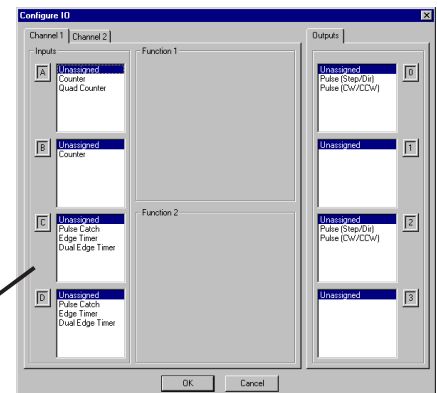 Configure IO
Channel 1
Channel 2
Inputs
A
Unassigned
Counter
Quad Counter
B
Unassigned
Counter
C
Unassigned
Pulse Catch
Edge Timer
Dual Edge Timer
D
Unassigned
Pulse Catch
Edge Timer
Dual Edge Timer
Function 1
Function 2
Outputs
Unassigned
Pulse (Step/Dir)
Pulse (CW/CCW)
0
Unassigned
1
Unassigned
Pulse (Step/Dir)
Pulse (CW/CCW)
2
Unassigned
3
OK
Cancel